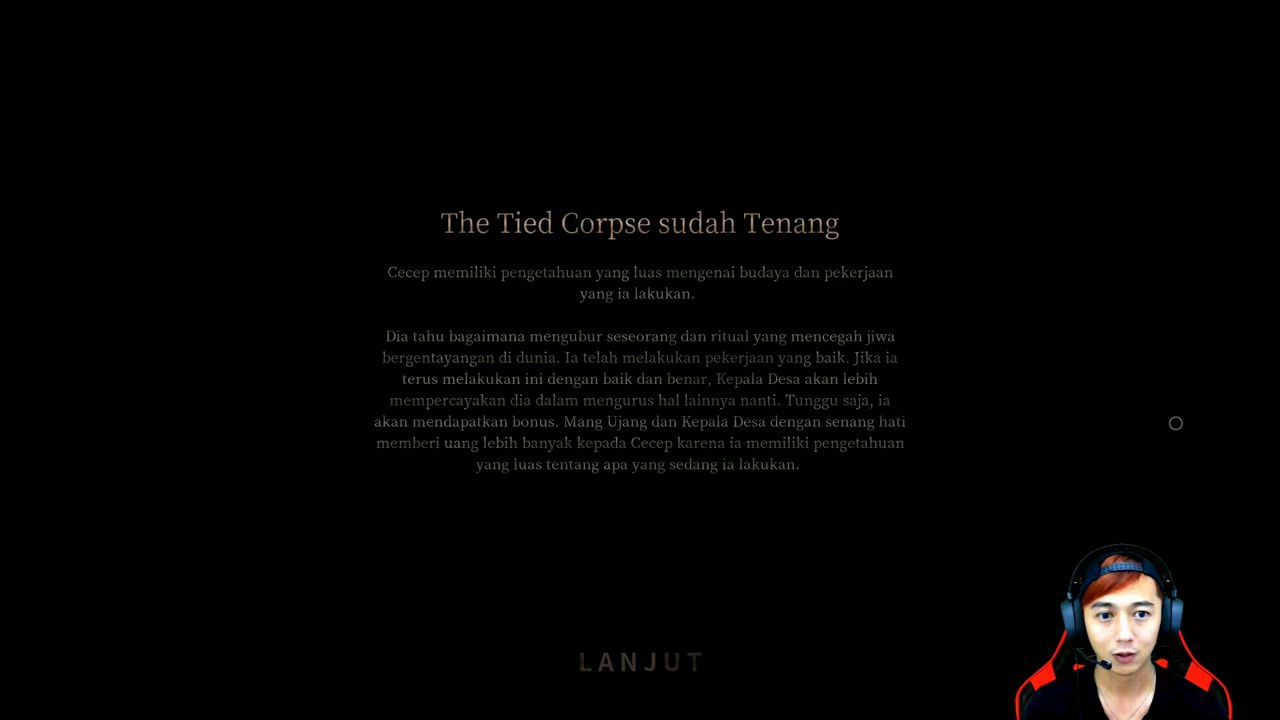 The Tied Corpse sudah Tenang
Cecep memiliki pengetahuan yang luas mengenai budaya dan pekerjaan
yang ia lakukan.
Dia tahu bagaimana mengubur seseorang dan ritual yang mencegah jiwa
bergentayangan di dunia. Ia telah melakukan pekerjaan yang baik. Jika ia
terus melakukan ini dengan baik dan benar, Kepala Desa akan lebih
mempercayakan dia dalam mengurus hal lainnya nanti. Tunggu saja, ia
akan mendapatkan bonus. Mang Ujang dan Kepala Desa dengan senang hati
memberi uang lebih banyak kepada Cecep karena ia memiliki pengetahuan
yang luas tentang apa yang sedang ia lakukan.
LANJUT